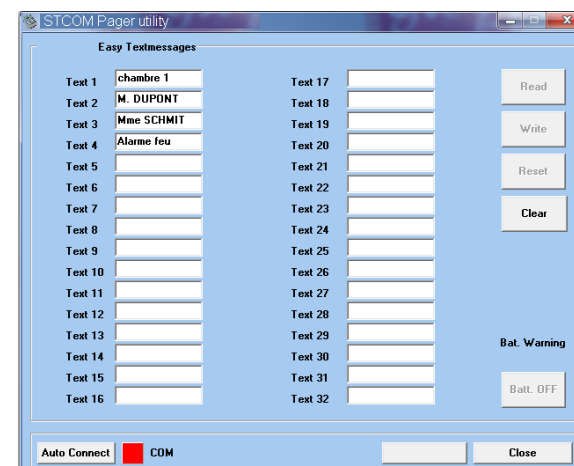 STCOM Pager utility
Easy Textmessages
Text 1 chambre 1
Text 2 M. DUPONT
Text 3 Mme SCHMIT
Text 4 Alarme feu
Text 5
Text 6
Text 7
Text 8
Text 9
Text 10
Text 11
Text 12
Text 13
Text 14
Text 15
Text 16
Text 17
Text 18
Text 19
Text 20
Text 21
Text 22
Text 23
Text 24
Text 25
Text 26
Text 27
Text 28
Text 29
Text 30
Text 31
Text 32
Read
Write
Reset
Clear
Bat. Warning
Batt. OFF
Auto Connect
COM
Close